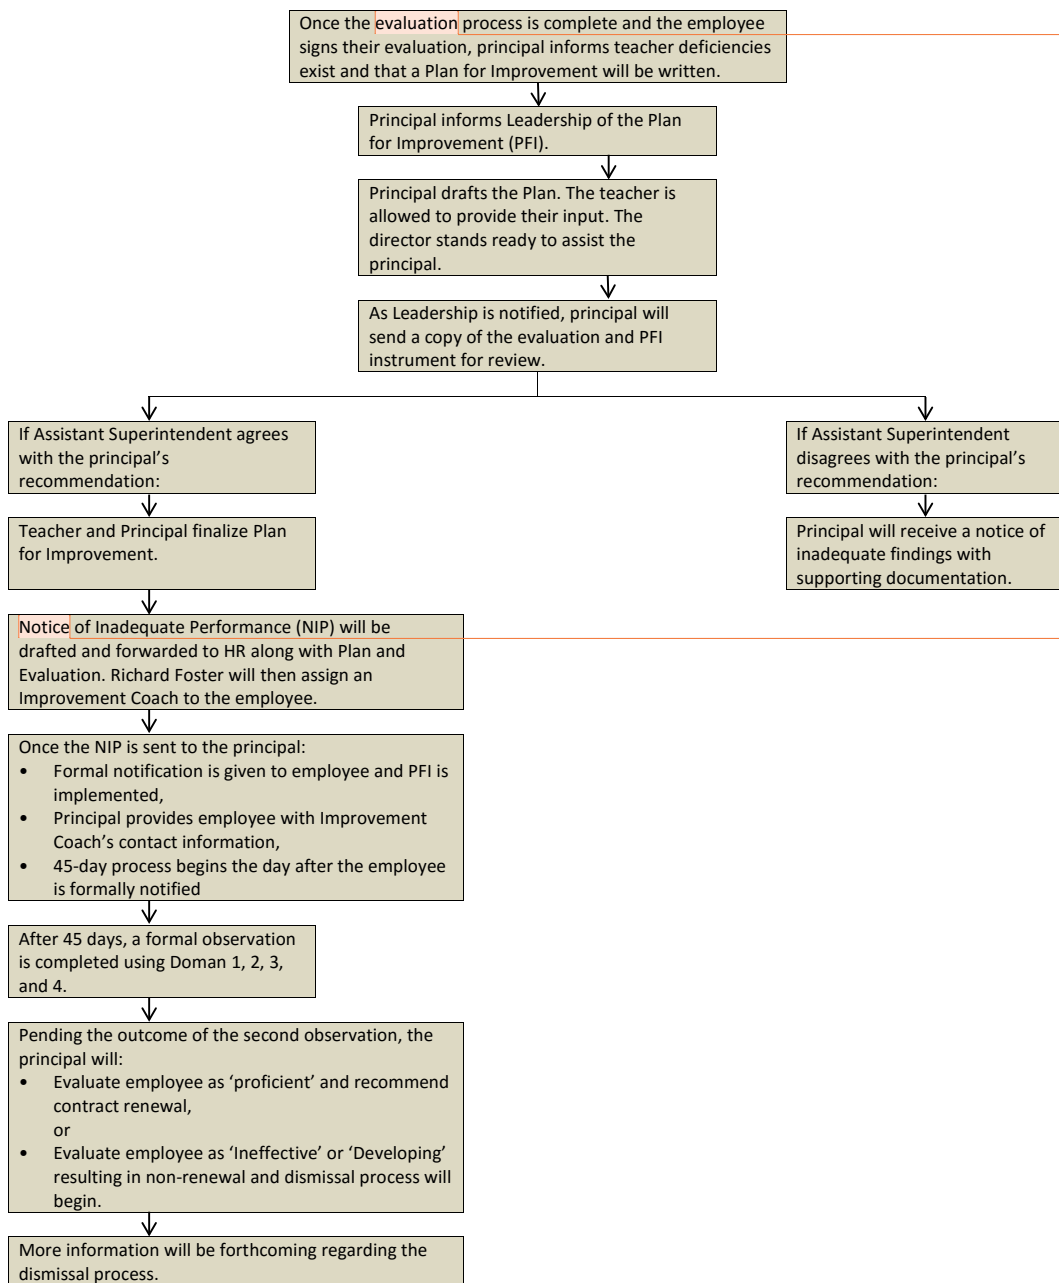 Once the evaluation process is complete and the employee
signs their evaluation, principal informs teacher deficiencies
exist and that a Plan for Improvement will be written.
Principal informs Leadership of the Plan
for Improvement (PFI).
Principal drafts the Plan. The teacher is
allowed to provide their input. The
director stands ready to assist the
principal.
As Leadership is notified, principal will
send a copy of the evaluation and PFI
instrument for review.
If Assistant Superintendent agrees
with the principal’s
recommendation:
If Assistant Superintendent
disagrees with the principal’s
recommendation:
Teacher and Principal finalize Plan
for Improvement.
Principal will receive a notice of
inadequate findings with
supporting documentation.
Notice of Inadequate Performance (NIP) will be
drafted and forwarded to HR along with Plan and
Evaluation. Richard Foster will then assign an
Improvement Coach to the employee.
Once the NIP is sent to the principal:
• Formal notification is given to employee and PFI is
implemented,
• Principal provides employee with Improvement
Coach’s contact information,
• 45-day process begins the day after the employee
is formally notified
After 45 days, a formal observation
is completed using Doman 1, 2, 3,
and 4.
Pending the outcome of the second observation, the
principal will:
• Evaluate employee as ‘proficient’ and recommend
contract renewal,
or
• Evaluate employee as ‘Ineffective’ or ‘Developing’
resulting in non-renewal and dismissal process will
begin.
More information will be forthcoming regarding the
dismissal process.